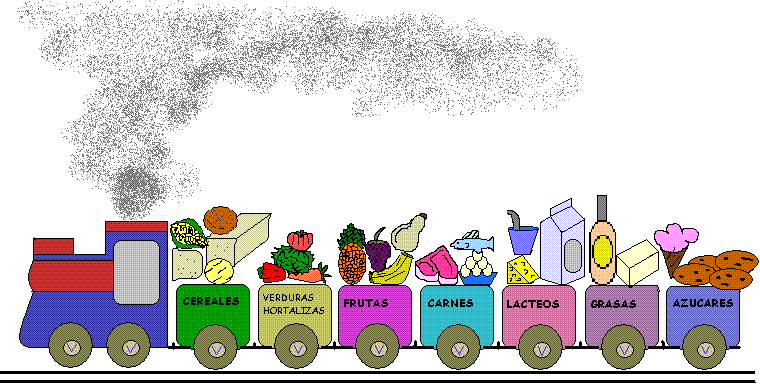 CEREALES
VERDURAS
HORTALIZAS
FRUTAS
CARNES
LACTEOS
GRASAS
AZUCARES